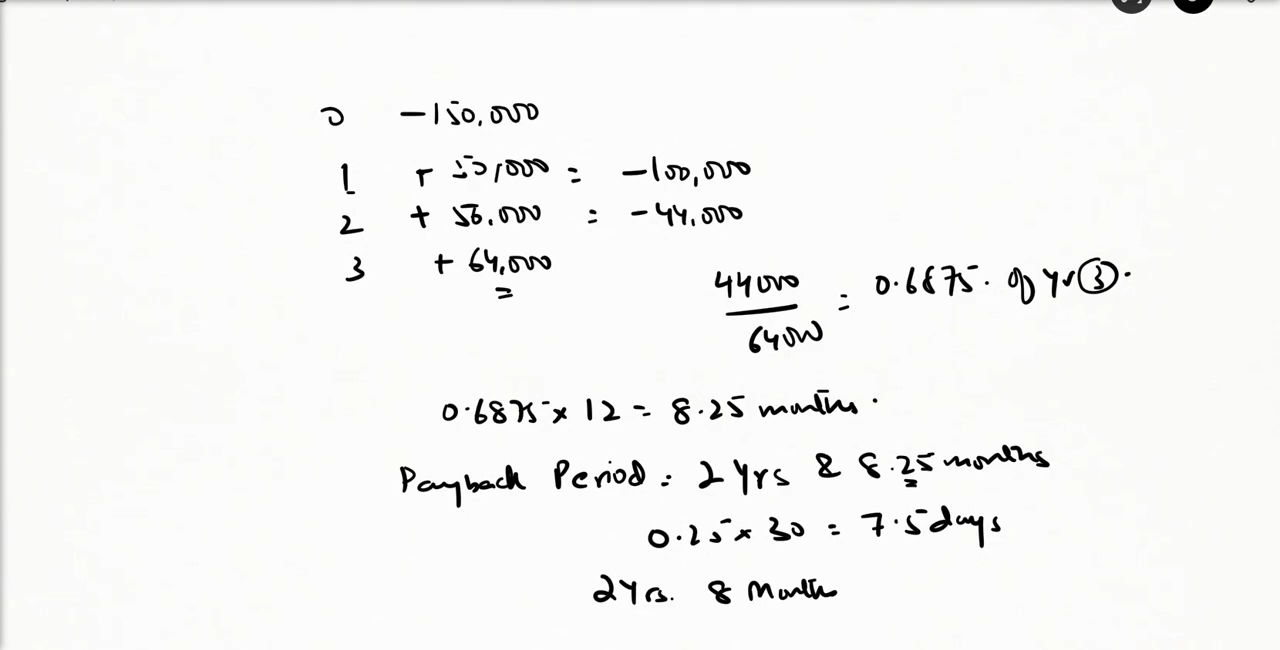 0 -150,000
1 + 50,000 = -100,000
2 + 56,000 = -44,000
3 + 64,000
44000 / 64000 = 0.6875. of yr ③.
0.6875 × 12 = 8.25 months.
Payback Period = 2 Yrs & 8.25 months
0.25 × 30 = 7.5 days
2 Yrs. 8 Months